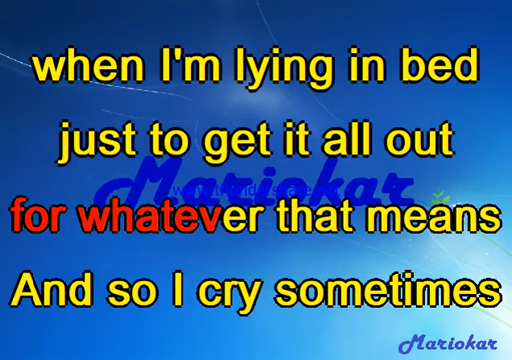 when I'm lying in bed
just to get it all out
Mariokar
for whatever that means
And so I cry sometimes
Mariokar